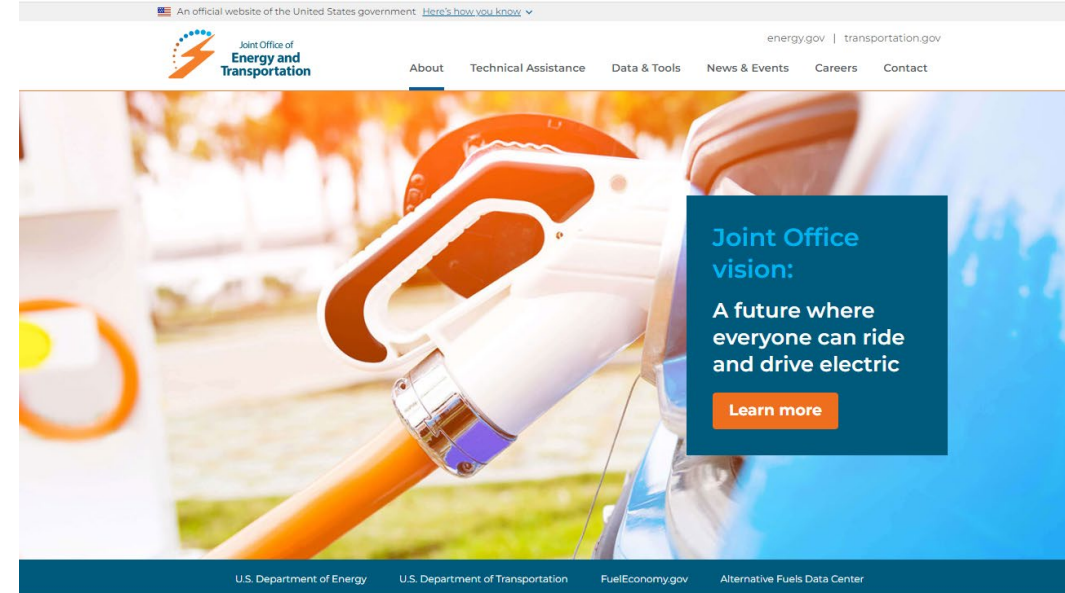 An official website of the United States government Here's how you know
energy.gov | transportation.gov
Joint Office of
Energy and
Transportation
About Technical Assistance Data & Tools News & Events Careers Contact
Joint Office
vision:
A future where
everyone can ride
and drive electric
Learn more
U.S. Department of Energy U.S. Department of Transportation FuelEconomy.gov Alternative Fuels Data Center